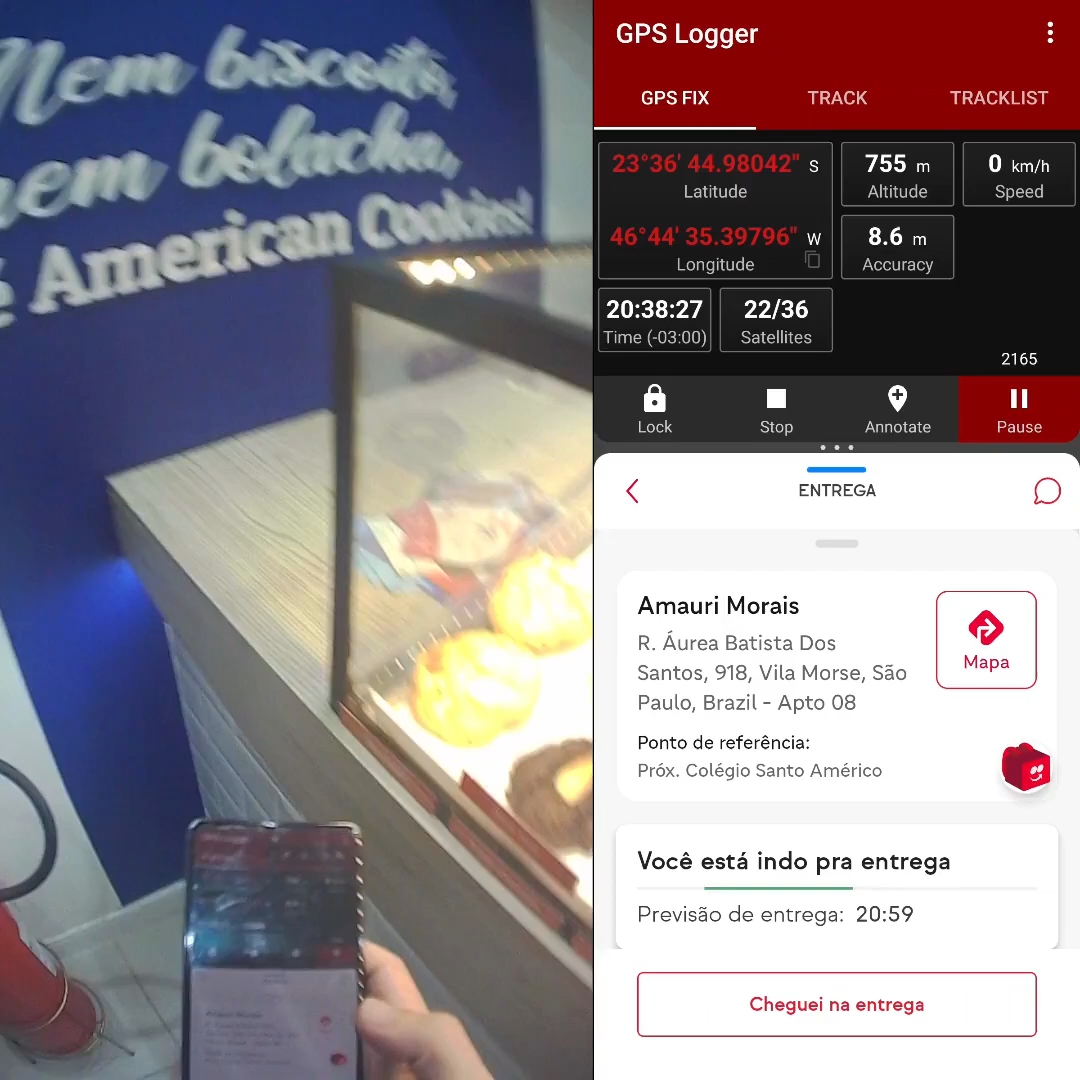 Nem biscoito,
nem bolacha,
é American Cookies!
GPS Logger
GPS FIX
TRACK
TRACKLIST
23°36' 44.98042" S
Latitude
755 m
Altitude
0 km/h
Speed
46°44' 35.39796" W
Longitude
8.6 m
Accuracy
20:38:27
Time (-03:00)
22/36
Satellites
2165
Lock
Stop
Annotate
Pause
ENTREGA
Amauri Morais
R. Áurea Batista Dos
Santos, 918, Vila Morse, São
Paulo, Brazil - Apto 08
Mapa
Ponto de referência:
Próx. Colégio Santo Américo
Você está indo pra entrega
Previsão de entrega: 20:59
Cheguei na entrega